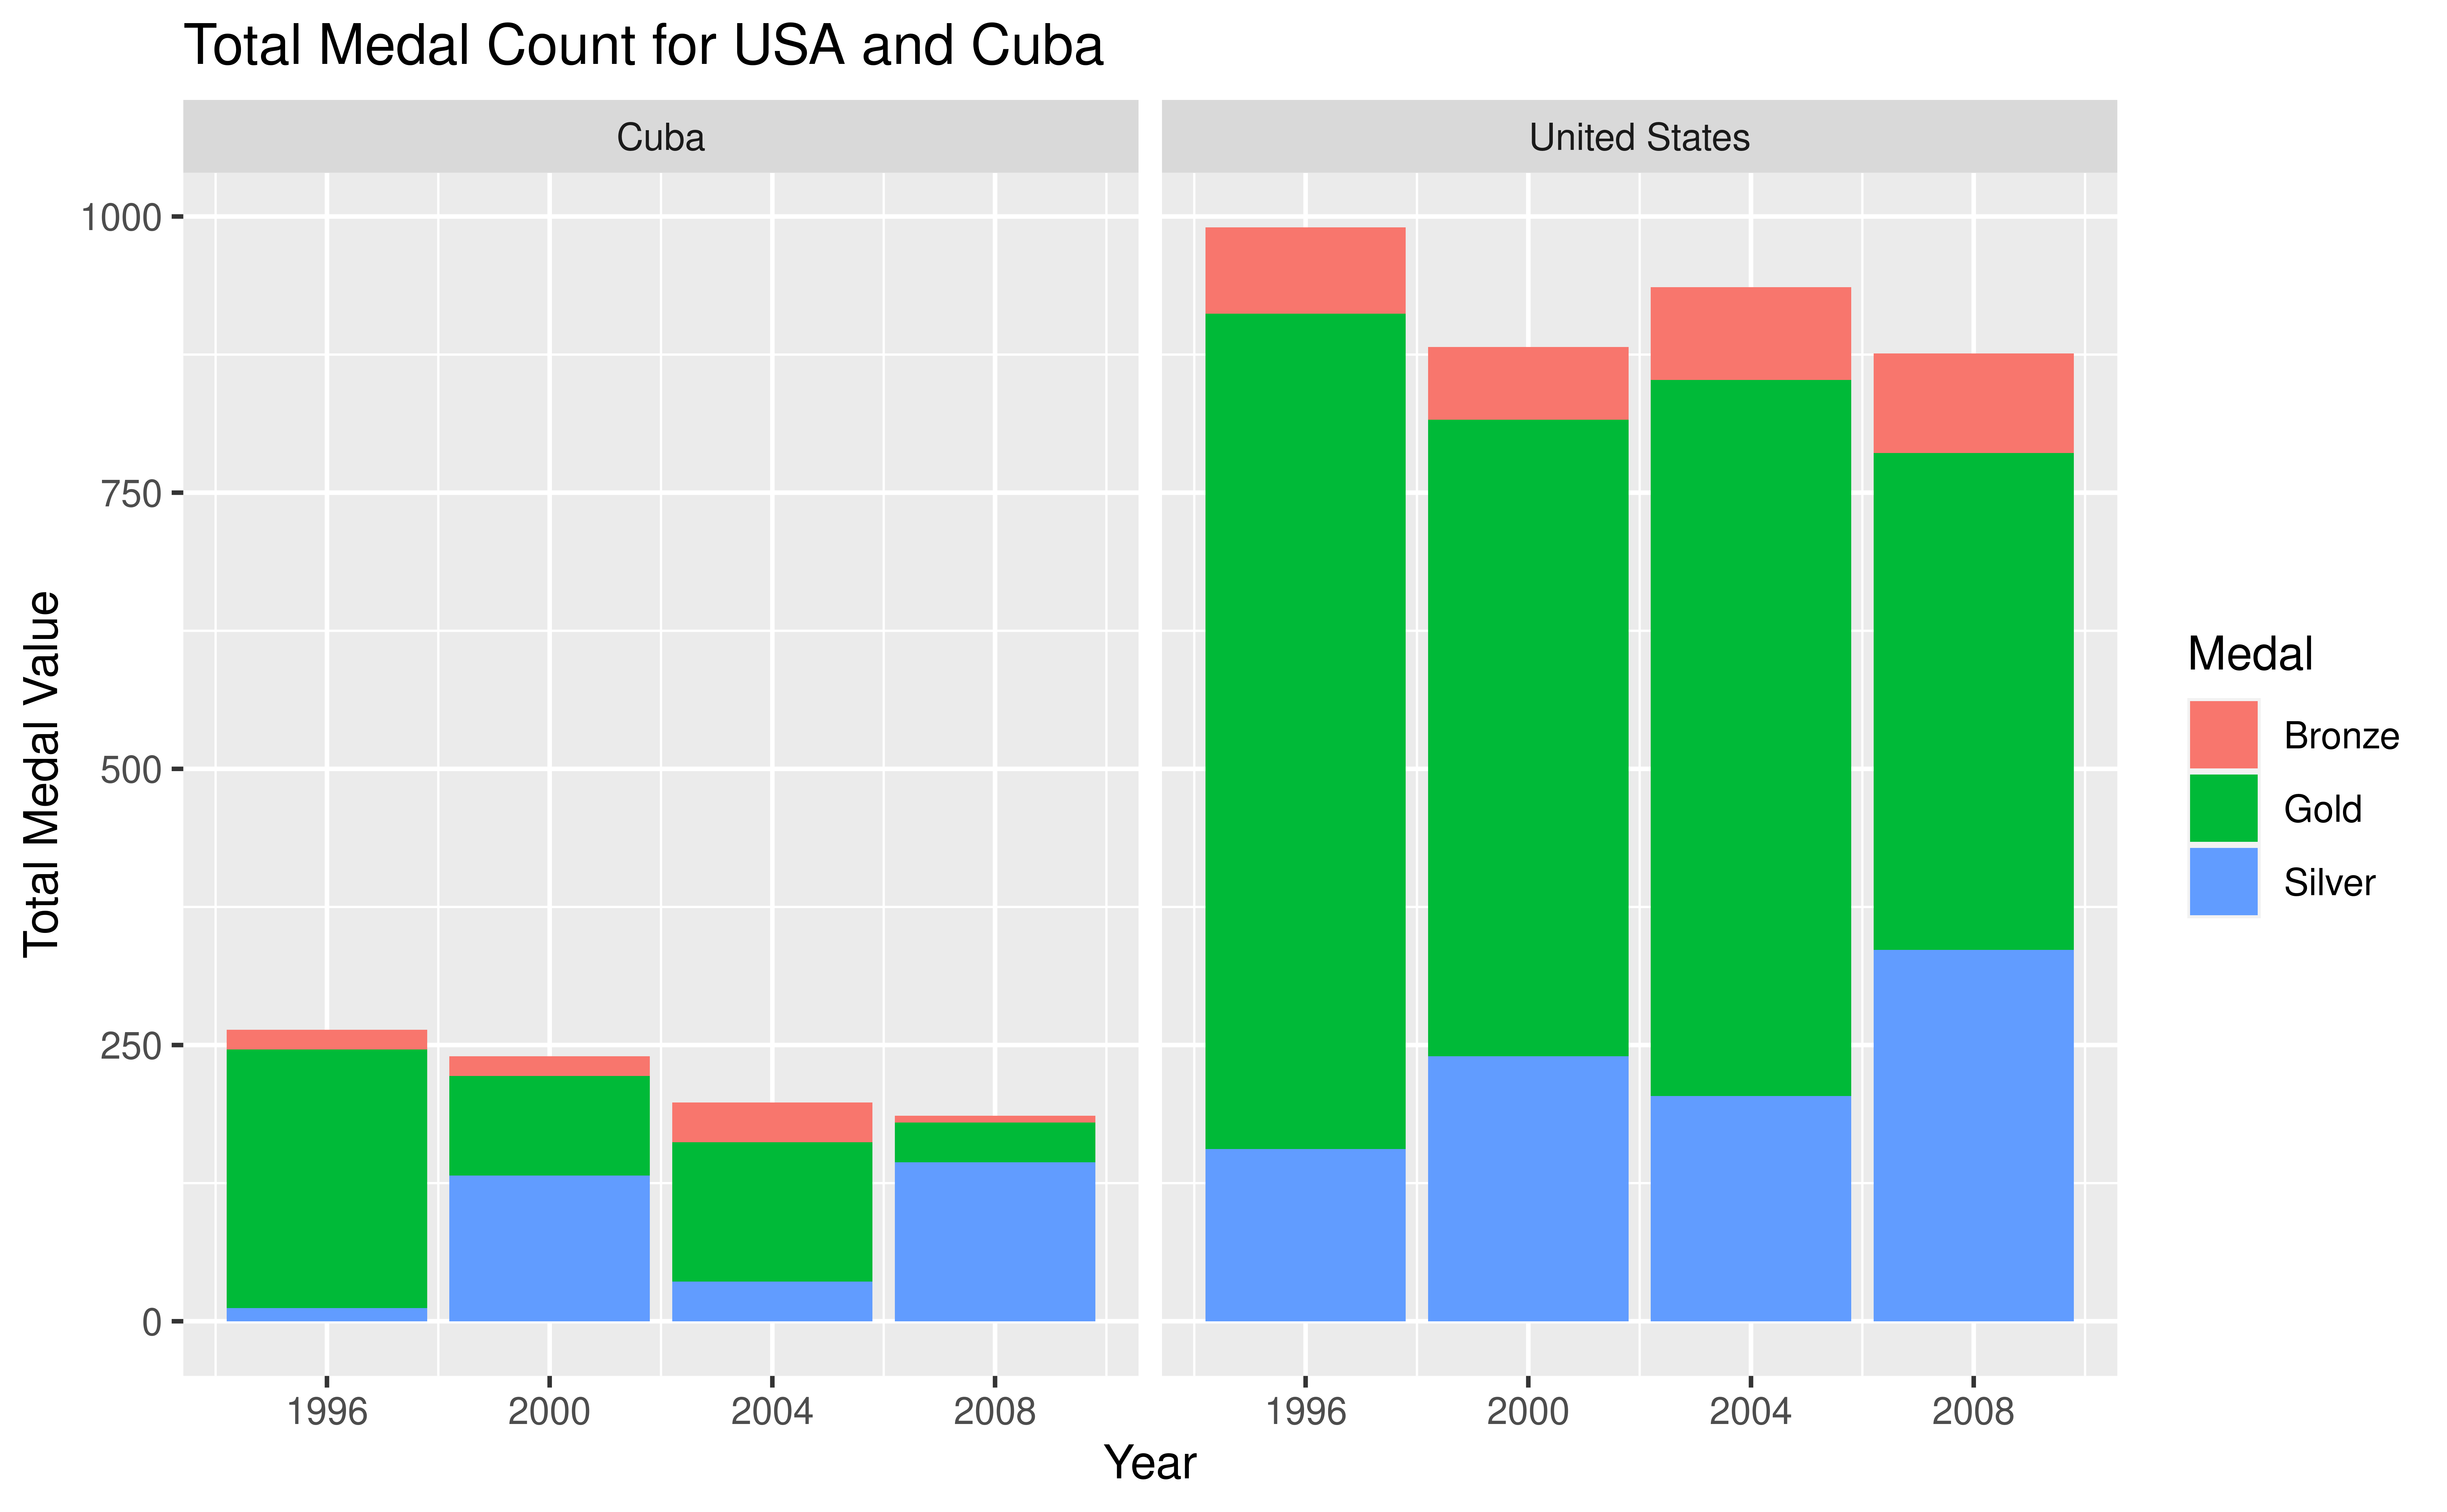 Total Medal Count for USA and Cuba
Cuba
United States
Total Medal Value
1000
750
500
250
0
1996 2000 2004 2008
1996 2000 2004 2008
Year
Medal
Bronze
Gold
Silver